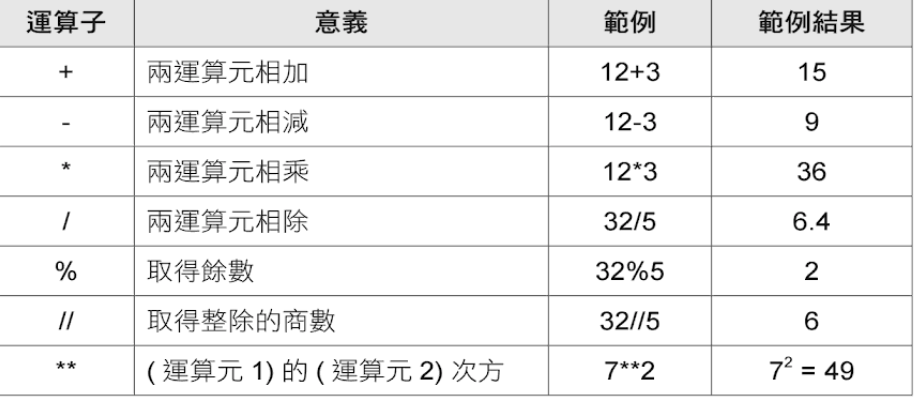 運算子 意義 範例 範例結果
+ 兩運算元相加 12+3 15
- 兩運算元相減 12-3 9
* 兩運算元相乘 12*3 36
/ 兩運算元相除 32/5 6.4
% 取得餘數 32%5 2
// 取得整除的商數 32//5 6
** ( 運算元 1) 的 ( 運算元 2) 次方 7**2 7² = 49